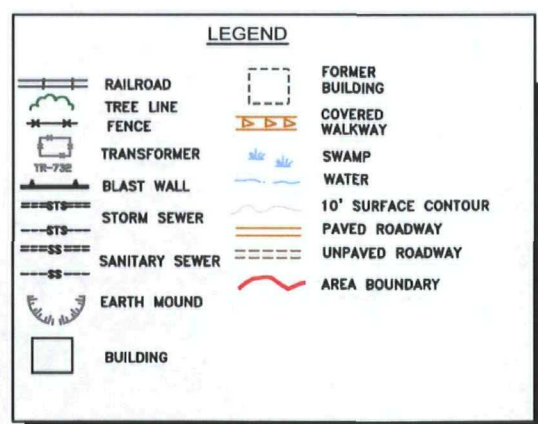 LEGEND
RAILROAD
TREE LINE
FENCE
TRANSFORMER
TR-732
BLAST WALL
STS
STORM SEWER
STS
SS
SANITARY SEWER
SS
EARTH MOUND
BUILDING
FORMER
BUILDING
COVERED
WALKWAY
SWAMP
WATER
10' SURFACE CONTOUR
PAVED ROADWAY
UNPAVED ROADWAY
AREA BOUNDARY